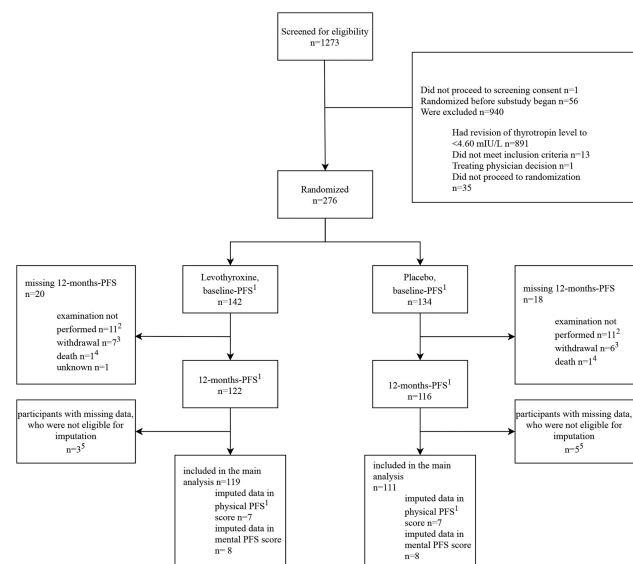 Screened for eligibility
n=1273
Did not proceed to screening consent n=1
Randomized before substudy began n=56
Were excluded n=940
Had revision of thyrotropin level to
<4.60 mIU/L n=891
Did not meet inclusion criteria n=13
Treating physician decision n=1
Did not proceed to randomization
n=35
Randomized
n=276
missing 12-months-PFS
n=20
examination not
performed n=11²
withdrawal n=7³
death n=1⁴
unknown n=1
Levothyroxine,
baseline-PFS¹
n=142
Placebo,
baseline-PFS¹
n=134
missing 12-months-PFS
n=18
examination not
performed n=11²
withdrawal n=6³
death n=1⁴
12-months-PFS¹
n=122
12-months-PFS¹
n=116
participants with missing data,
who were not eligible for
imputation
n=3⁵
participants with missing data,
who were not eligible for
imputation
n=5⁵
included in the main
analysis n=119
imputed data in
physical PFS¹
score n=7
imputed data in
mental PFS score
n= 8
included in the main
analysis
n=111
imputed data in
physical PFS¹
score n=7
imputed data in
mental PFS score
n=8